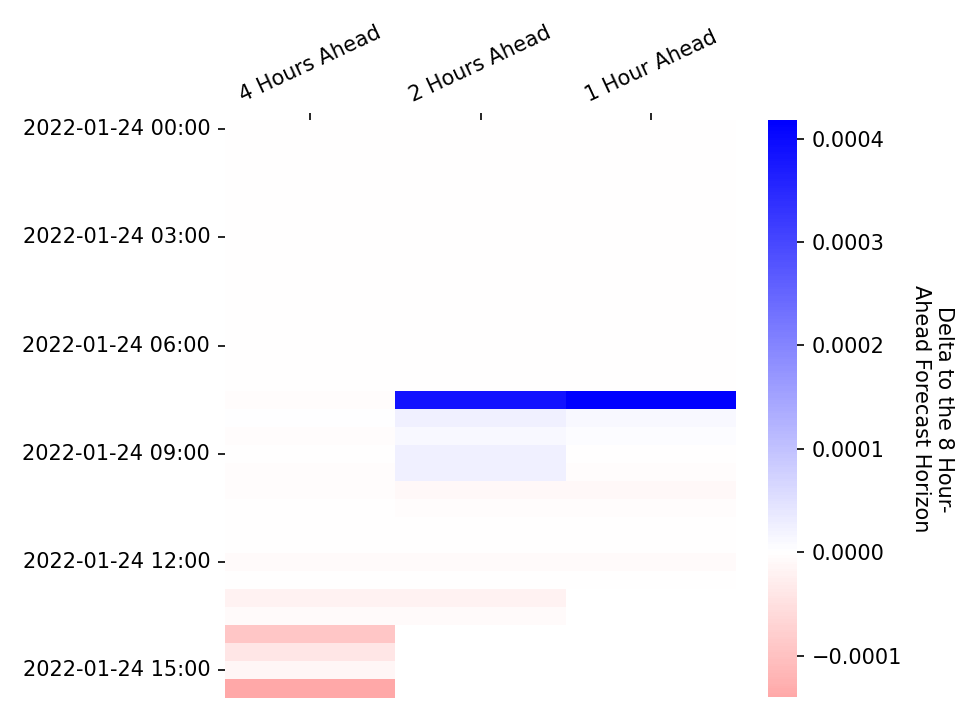 4 Hours Ahead
2 Hours Ahead
1 Hour Ahead
2022-01-24 00:00
2022-01-24 03:00
2022-01-24 06:00
2022-01-24 09:00
2022-01-24 12:00
2022-01-24 15:00
0.0004
0.0003
0.0002
0.0001
0.0000
−0.0001
Delta to the 8 Hour-
Ahead Forecast Horizon